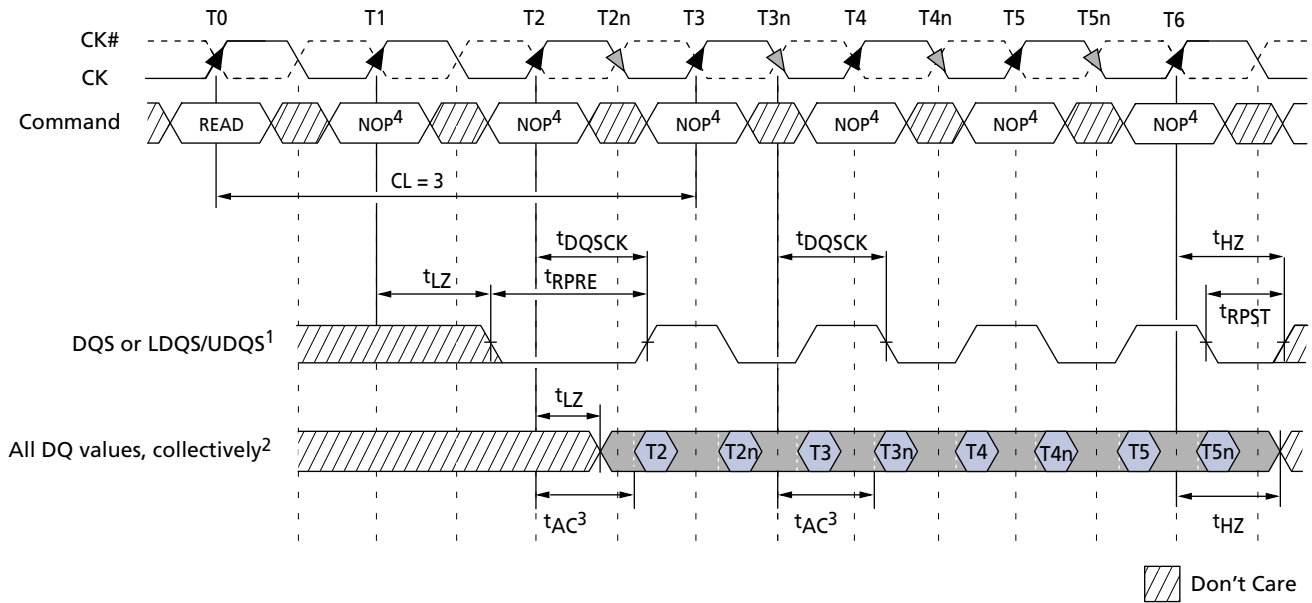 T0 T1 T2 T2n T3 T3n T4 T4n T5 T5n T6
CK#
CK
Command READ NOP4 NOP4 NOP4 NOP4 NOP4 NOP4
CL = 3
tDQSCK tDQSCK tHZ
tLZ tRPRE
tRPST
DQS or LDQS/UDQS1
tLZ
All DQ values, collectively2 T2 T2n T3 T3n T4 T4n T5 T5n
tAC3 tAC3 tHZ
Don't Care